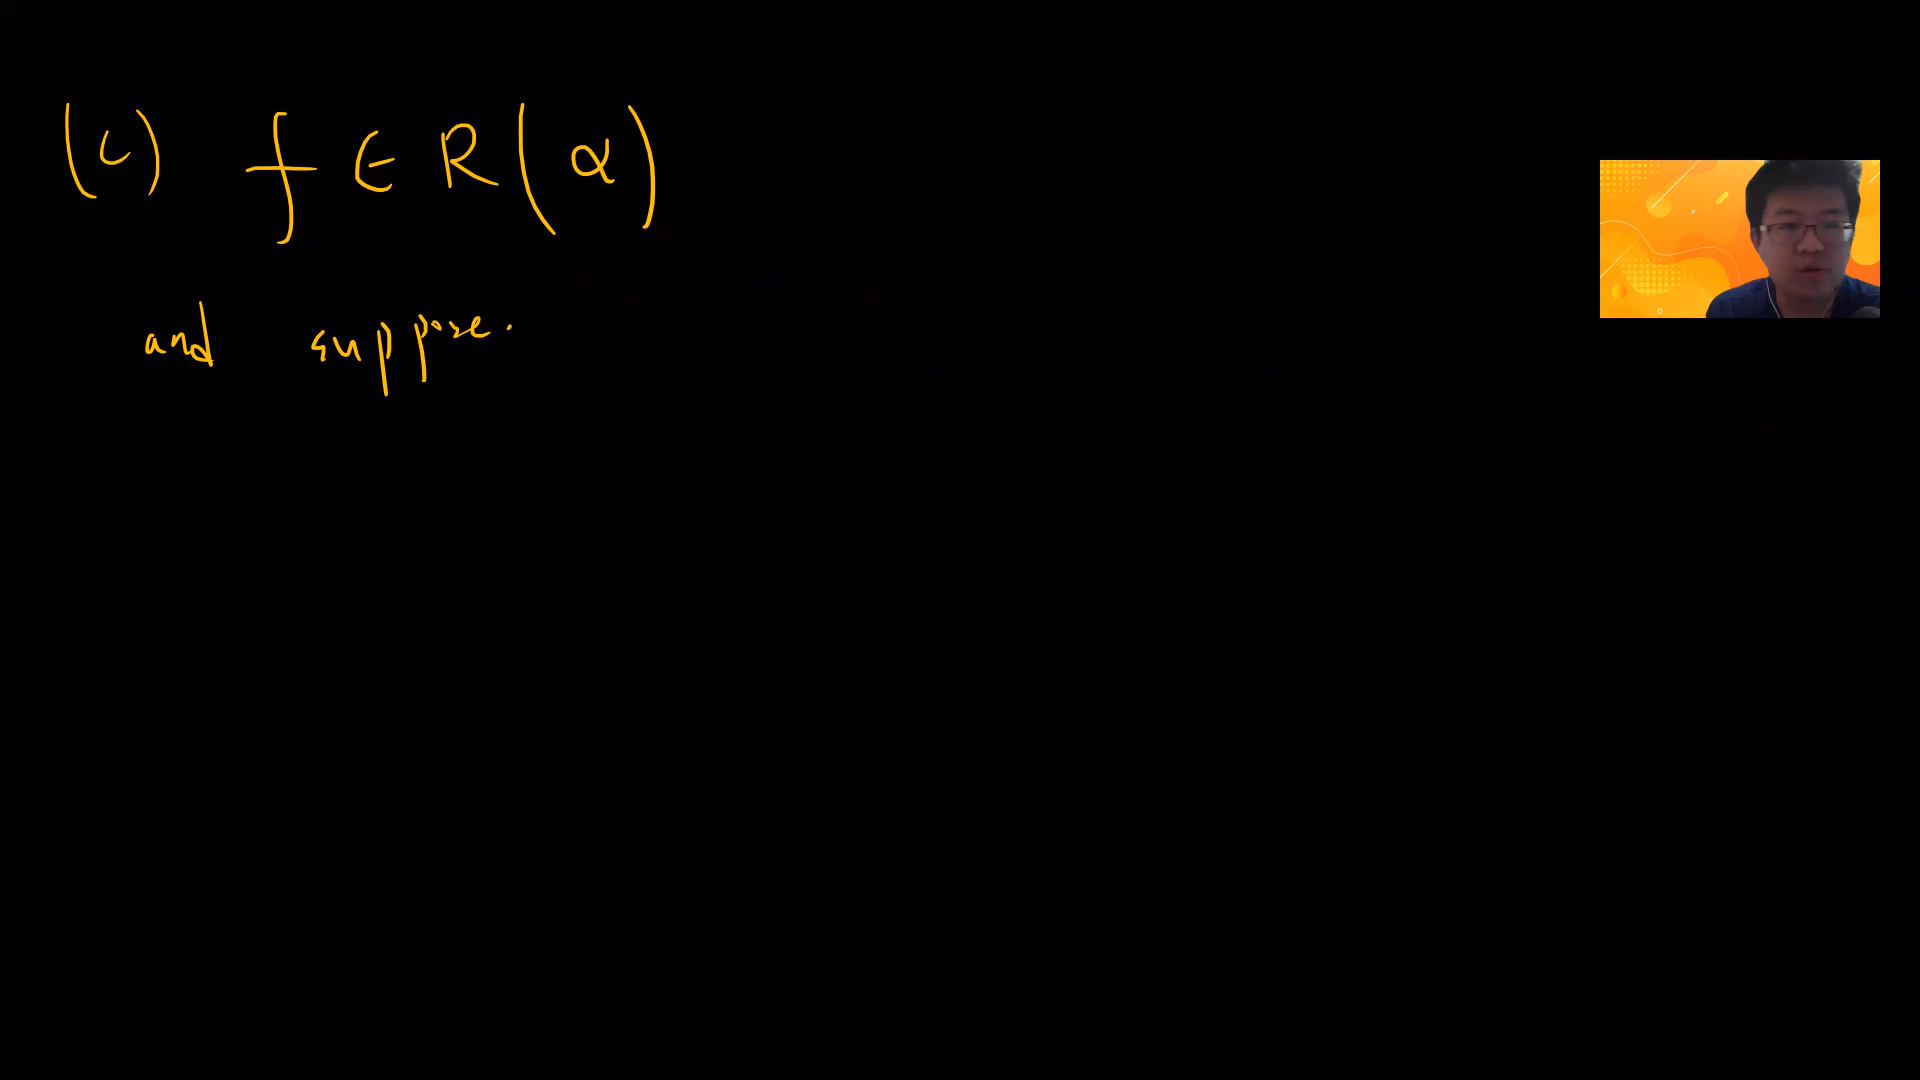 (c) f ∈ R(α)
and suppose.